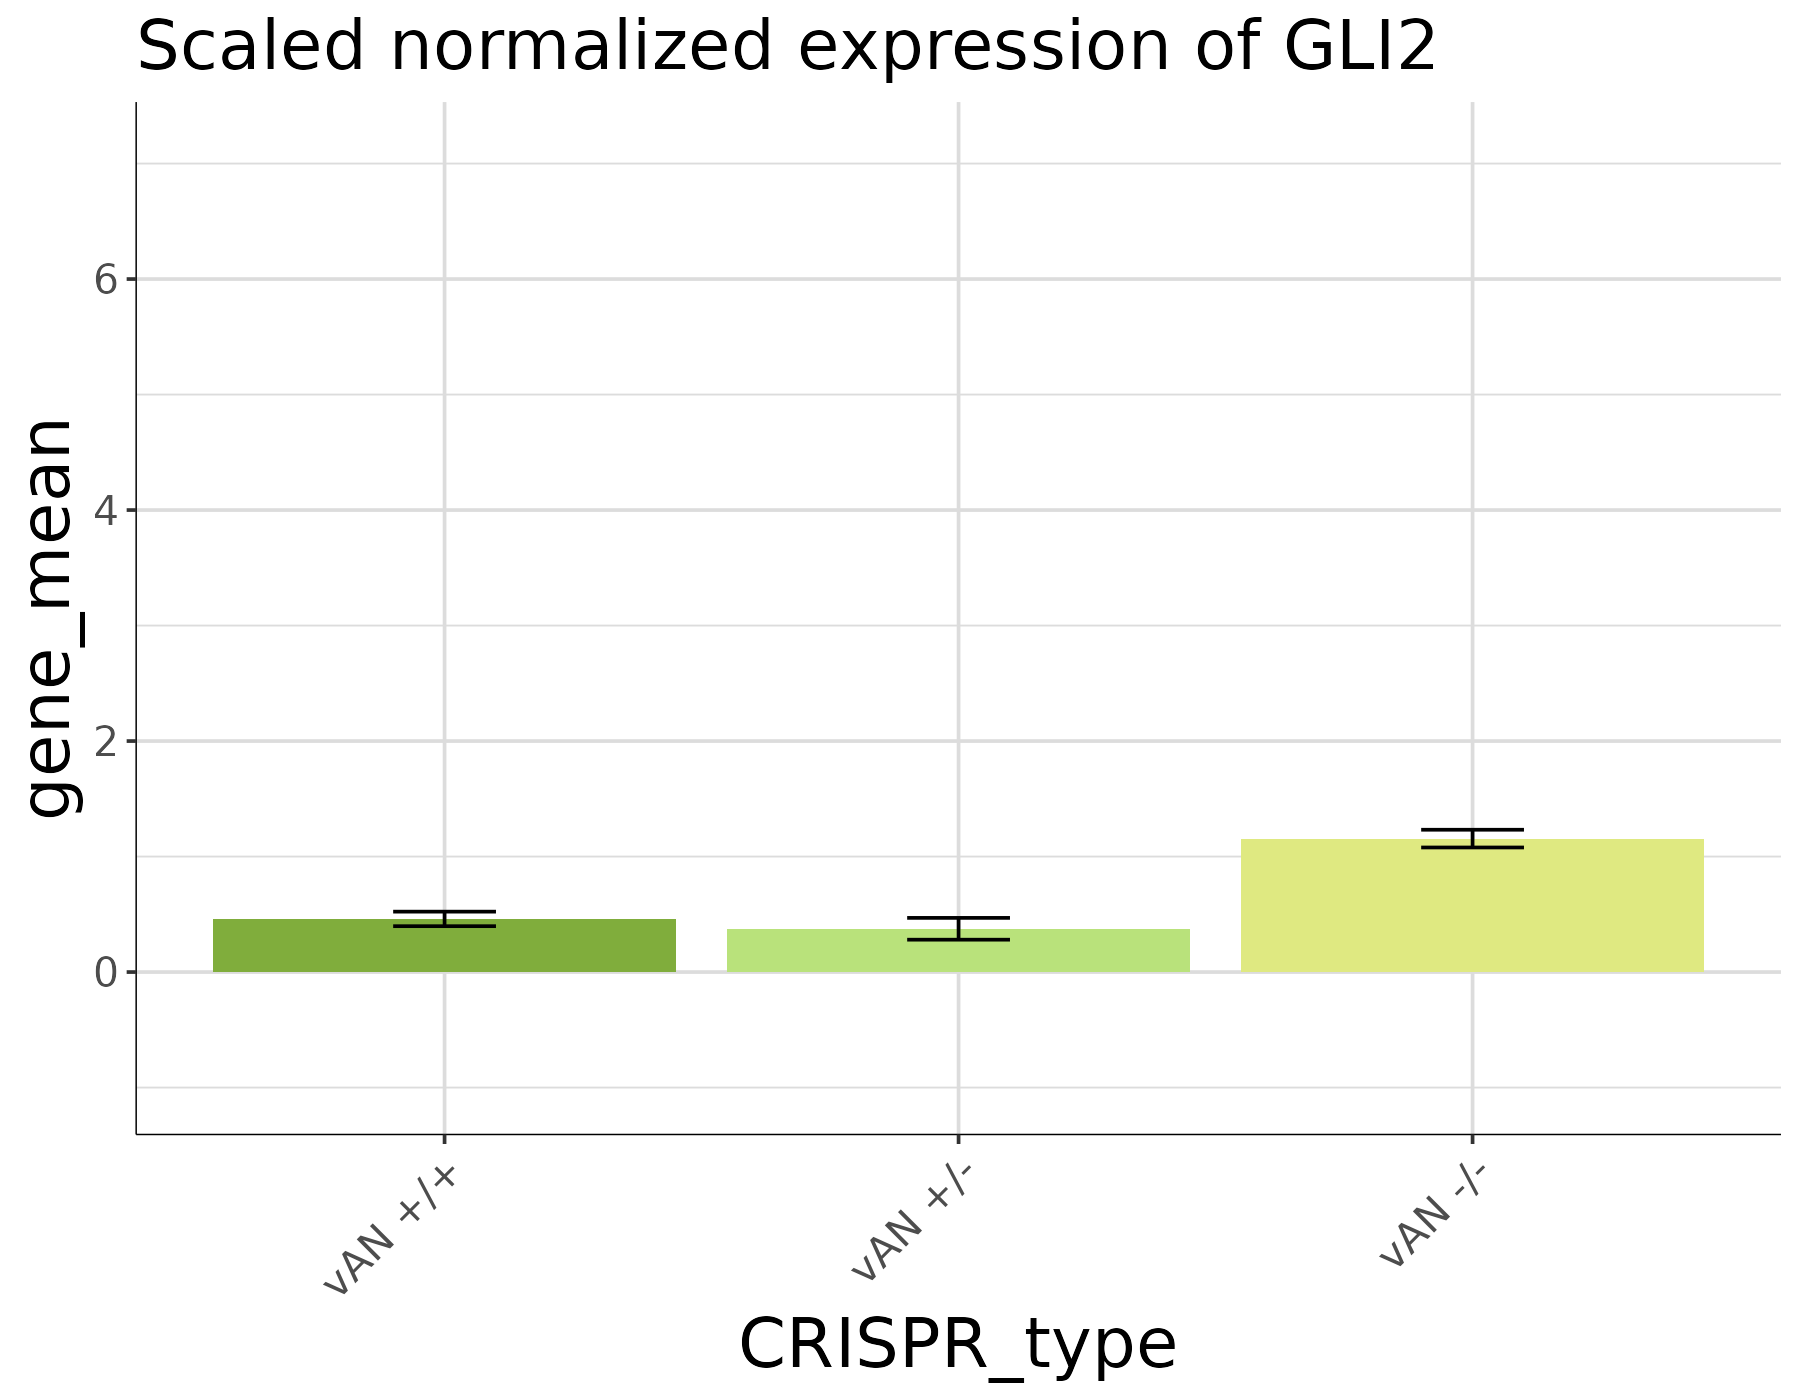 Scaled normalized expression of GLI2
gene_mean
6
4
2
0
vAN +/+
vAN +/-
vAN -/-
CRISPR_type